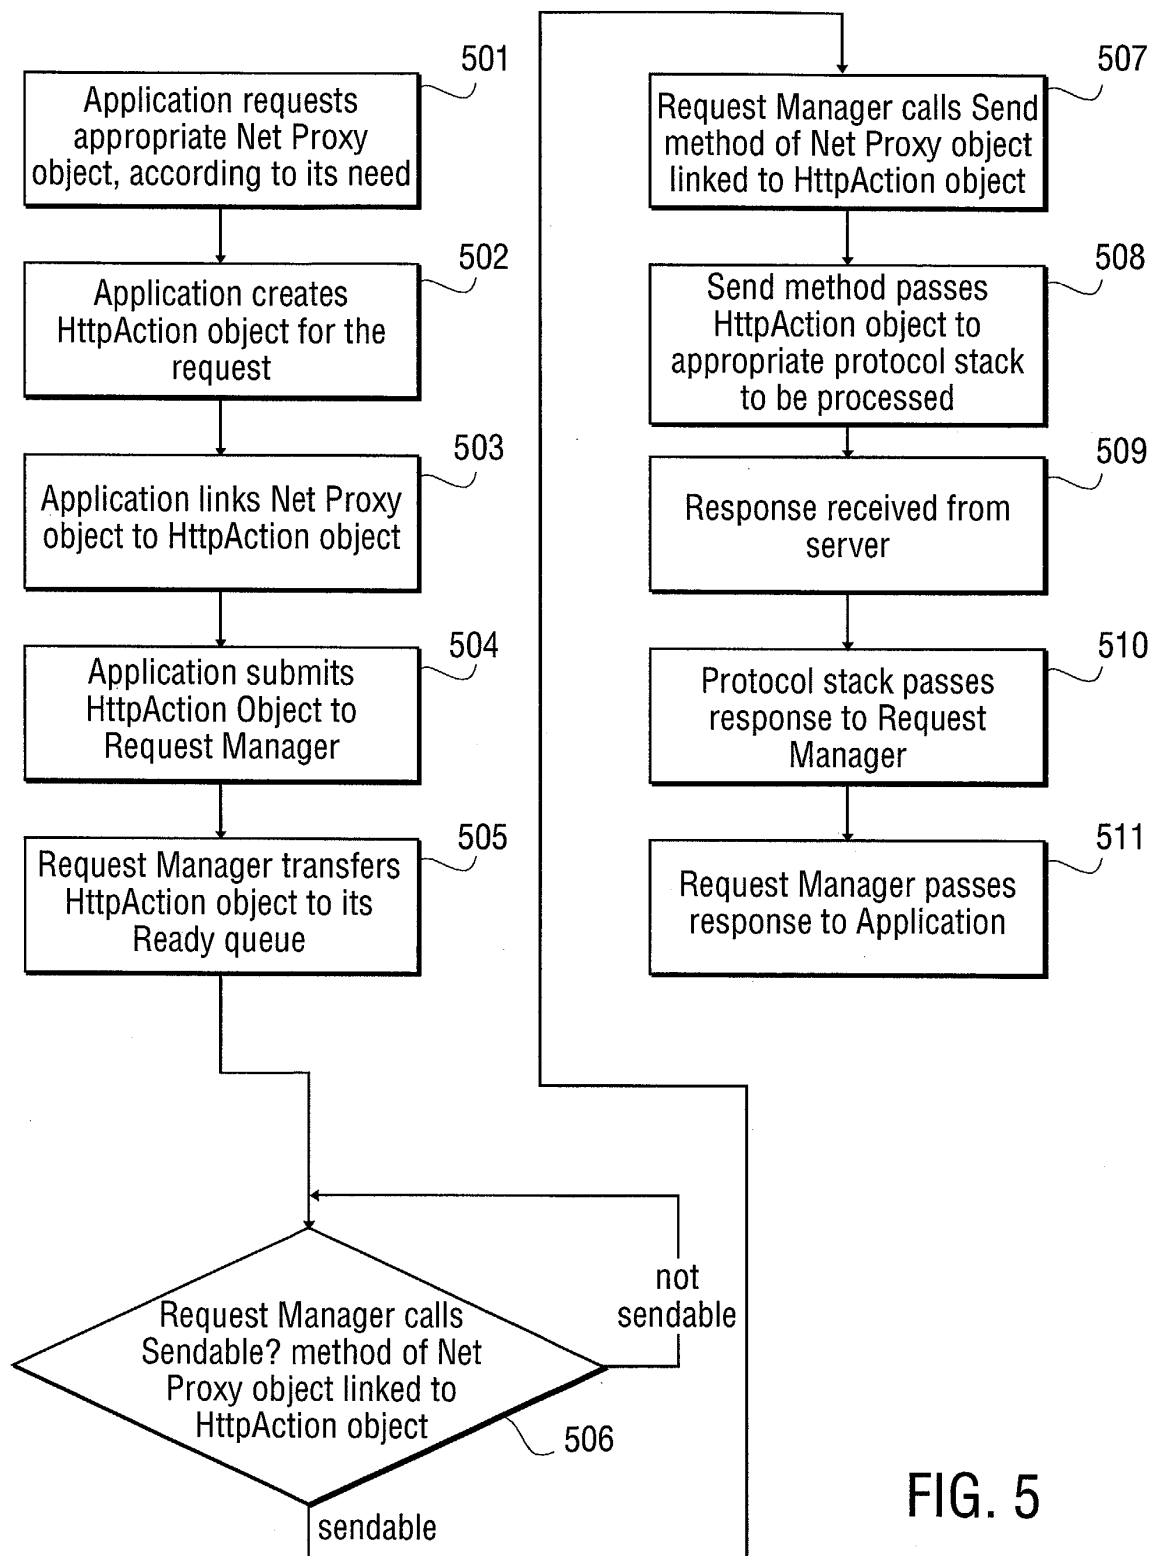 501
Application requests
appropriate Net Proxy
object, according to its need
502
Application creates
HttpAction object for the
request
503
Application links Net Proxy
object to HttpAction object
504
Application submits
HttpAction Object to
Request Manager
505
Request Manager transfers
HttpAction object to its
Ready queue
not
sendable
Request Manager calls
Sendable? method of Net
Proxy object linked to
HttpAction object
506
sendable
507
Request Manager calls Send
method of Net Proxy object
linked to HttpAction object
508
Send method passes
HttpAction object to
appropriate protocol stack
to be processed
509
Response received from
server
510
Protocol stack passes
response to Request
Manager
511
Request Manager passes
response to Application
FIG. 5